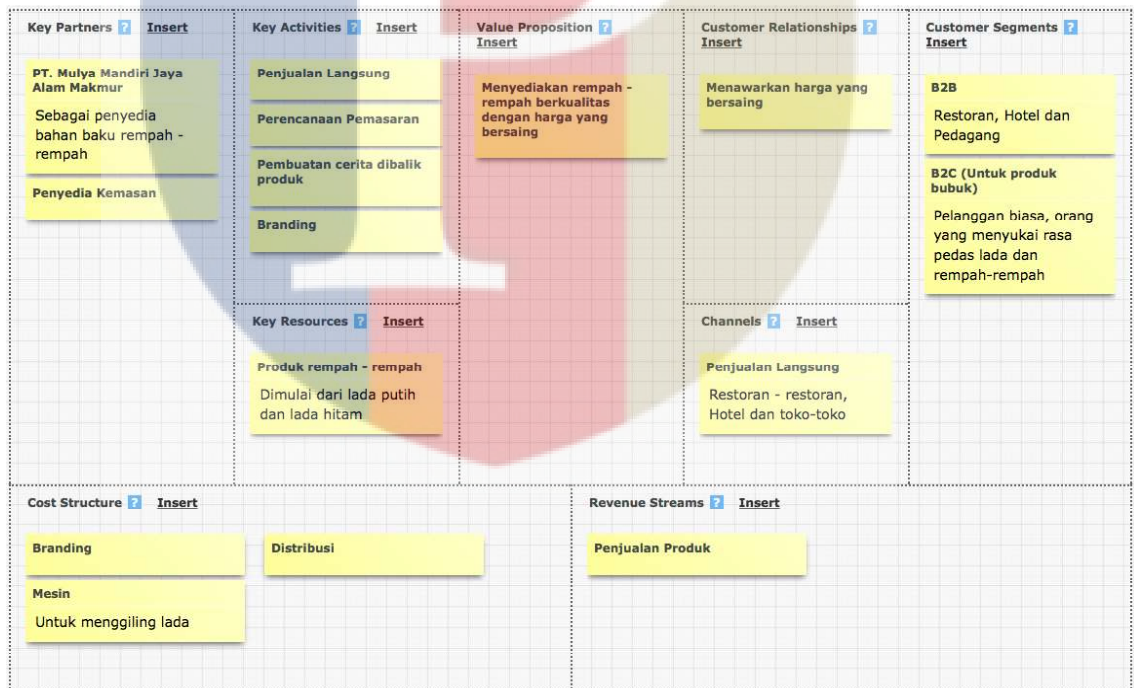 Key Partners ? Insert
PT. Mulya Mandiri Jaya
Alam Makmur
Sebagai penyedia
bahan baku rempah -
rempah
Penyedia Kemasan
Key Activities ? Insert
Penjualan Langsung
Perencanaan Pemasaran
Pembuatan cerita dibalik
produk
Branding
Key Resources ? Insert
Produk rempah - rempah
Dimulai dari lada putih
dan lada hitam
Value Proposition ?
Insert
Menyediakan rempah -
rempah berkualitas
dengan harga yang
bersaing
Customer Relationships ?
Insert
Menawarkan harga yang
bersaing
Channels ? Insert
Penjualan Langsung
Restoran - restoran,
Hotel dan toko-toko
Customer Segments ?
Insert
B2B
Restoran, Hotel dan
Pedagang
B2C (Untuk produk
bubuk)
Pelanggan biasa, orang
yang menyukai rasa
pedas lada dan
rempah-rempah
Cost Structure ? Insert
Branding
Distribusi
Mesin
Untuk menggiling lada
Revenue Streams ? Insert
Penjualan Produk